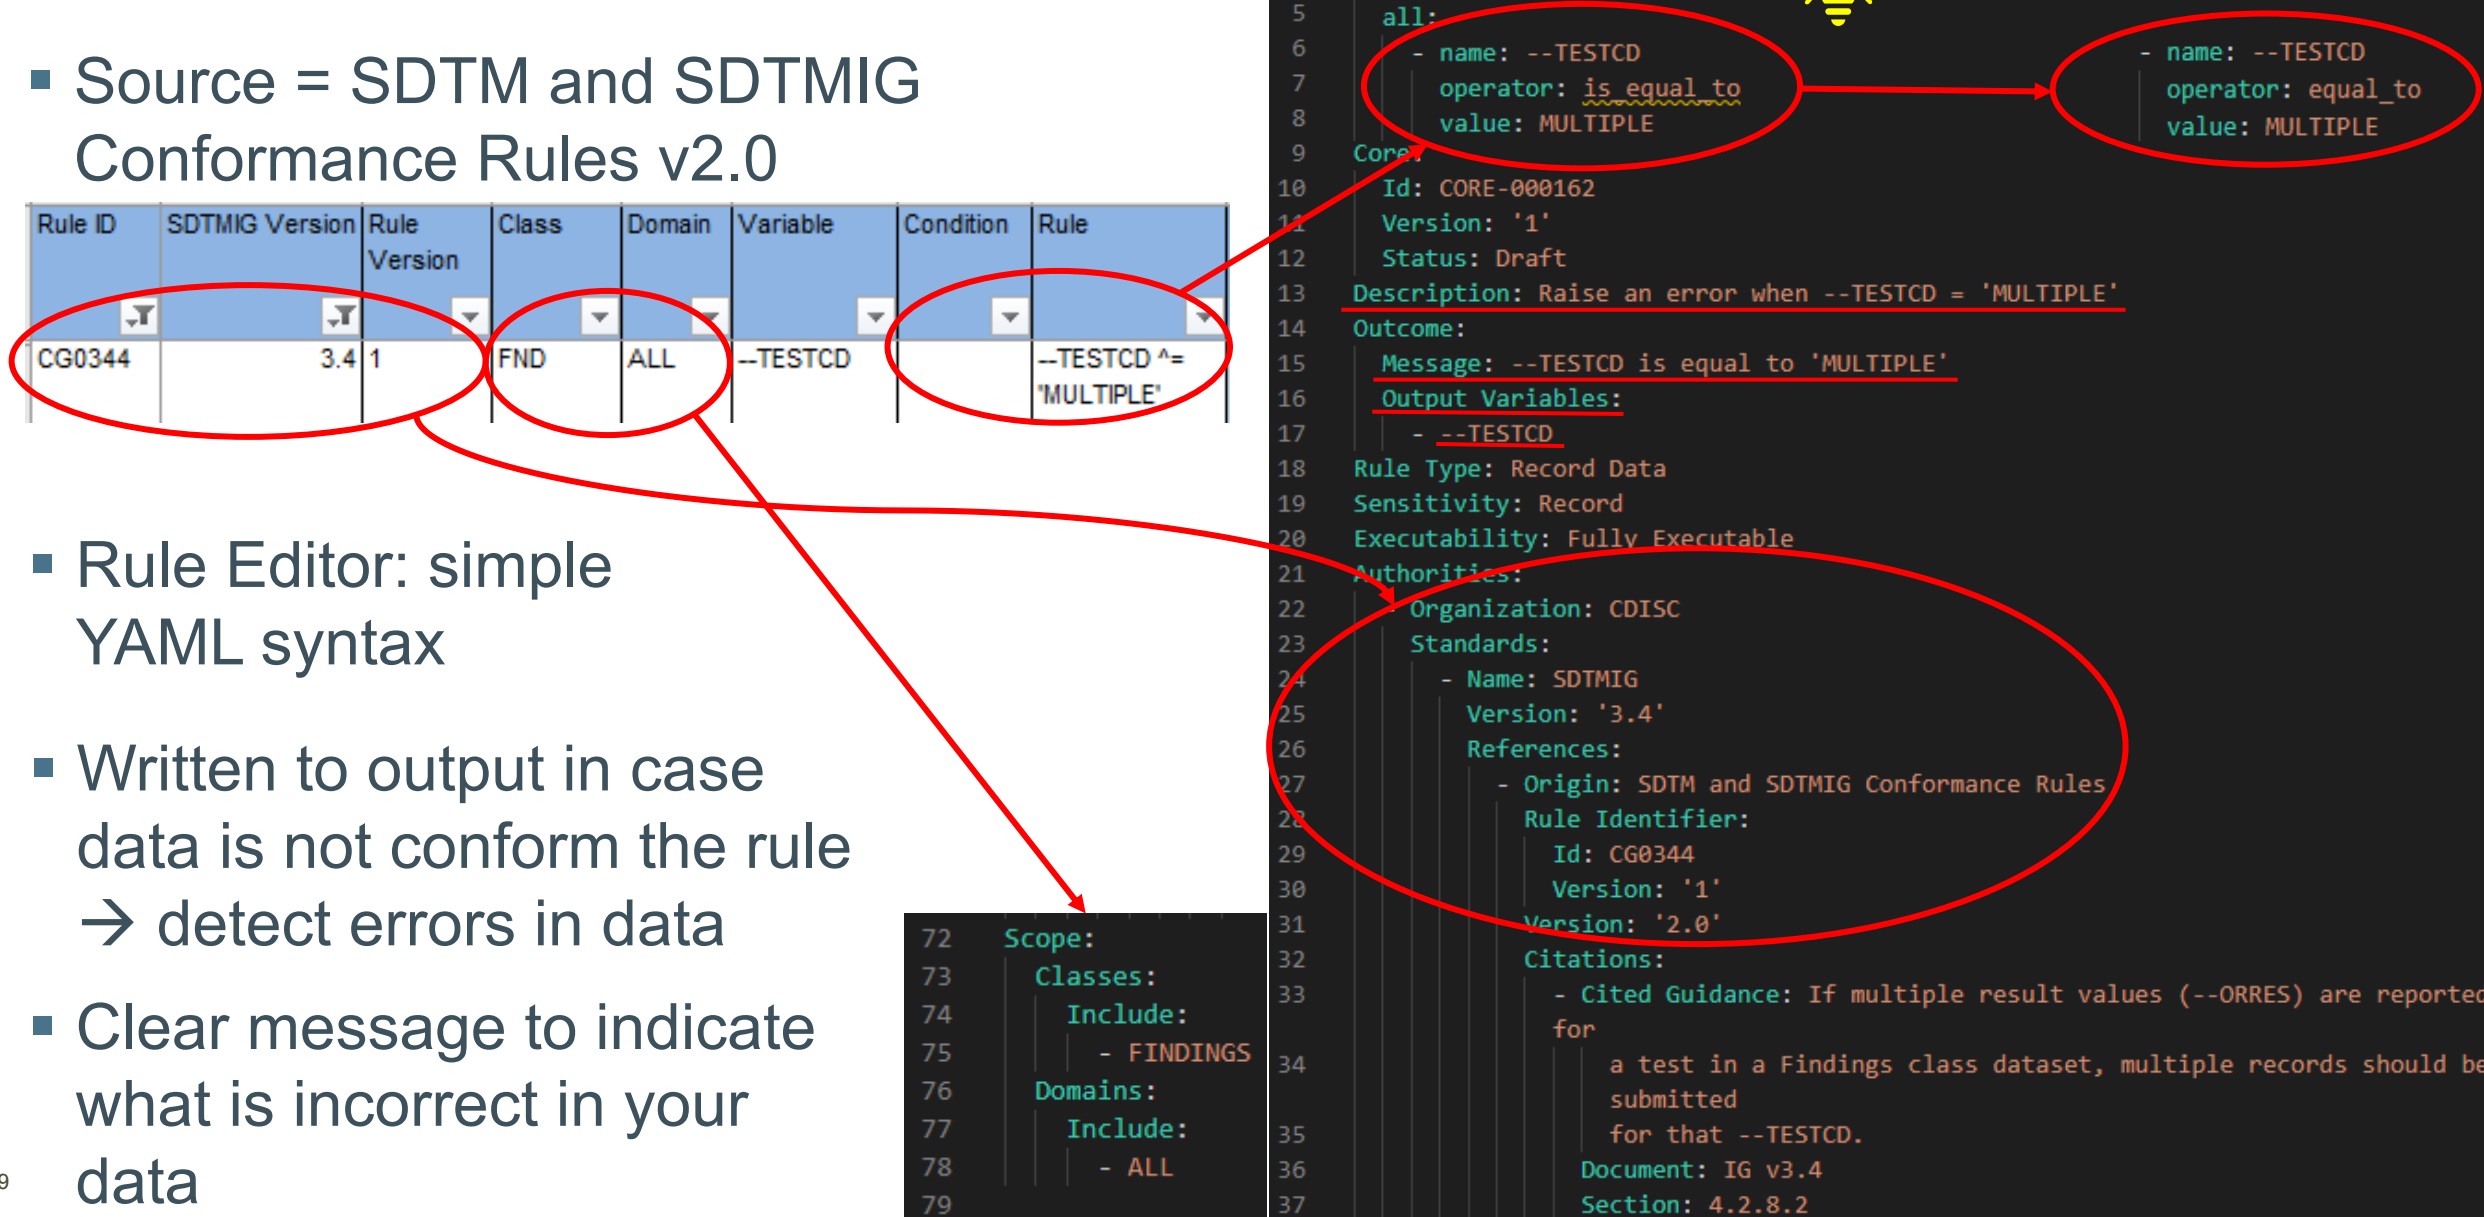 ▪ Source = SDTM and SDTMIG
Conformance Rules v2.0
Rule ID SDTMIG Version Rule Version Class Domain Variable Condition Rule
CG0344 3.4 1 FND ALL --TESTCD --TESTCD ^=
'MULTIPLE'
▪ Rule Editor: simple
YAML syntax
▪ Written to output in case
data is not conform the rule
→ detect errors in data
▪ Clear message to indicate
what is incorrect in your
data
9
72 Scope:
73 Classes:
74 Include:
75 - FINDINGS
76 Domains:
77 Include:
78 - ALL
79
5 all:
6 - name: --TESTCD
7 operator: is_equal_to
8 value: MULTIPLE
- name: --TESTCD
operator: equal_to
value: MULTIPLE
9 Core:
10 Id: CORE-000162
11 Version: '1'
12 Status: Draft
13 Description: Raise an error when --TESTCD = 'MULTIPLE'
14 Outcome:
15 Message: --TESTCD is equal to 'MULTIPLE'
16 Output Variables:
17 - --TESTCD
18 Rule Type: Record Data
19 Sensitivity: Record
20 Executability: Fully Executable
21 Authorities:
22 - Organization: CDISC
23 Standards:
24 - Name: SDTMIG
25 Version: '3.4'
26 References:
27 - Origin: SDTM and SDTMIG Conformance Rules
28 Rule Identifier:
29 Id: CG0344
30 Version: '1'
31 Version: '2.0'
32 Citations:
33 - Cited Guidance: If multiple result values (--ORRES) are reported
for
34 a test in a Findings class dataset, multiple records should be
submitted
35 for that --TESTCD.
36 Document: IG v3.4
37 Section: 4.2.8.2